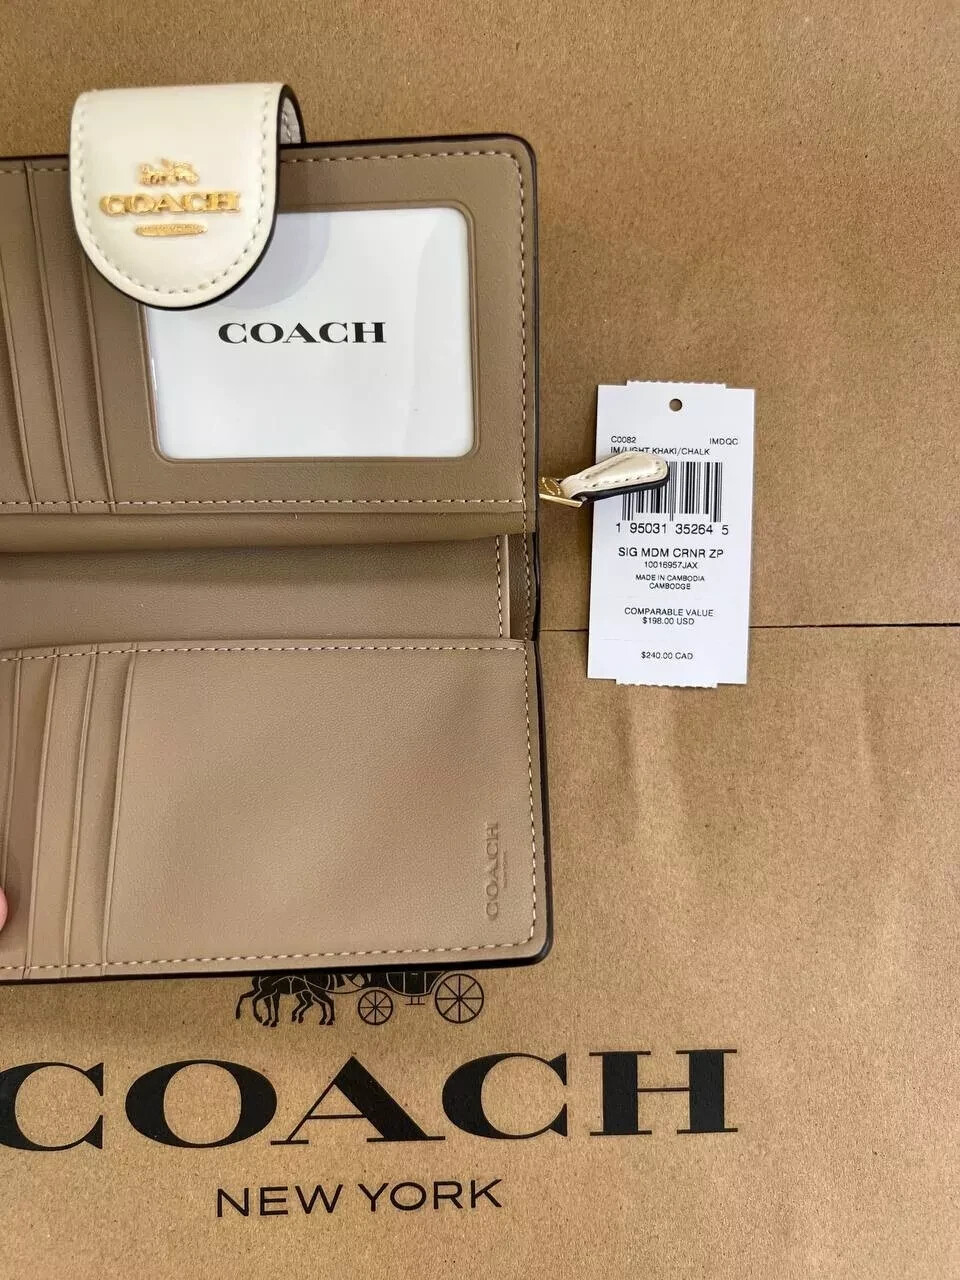 COACH
COACH
C0082 IMDQC
IM/LIGHT KHAKI/CHALK
1 95031 35264 5
SIG MDM CRNR ZP
10016957JAX
MADE IN CAMBODIA
CAMBODGE
COMPARABLE VALUE
$198.00 USD
$240.00 CAD
COACH
COACH
NEW YORK